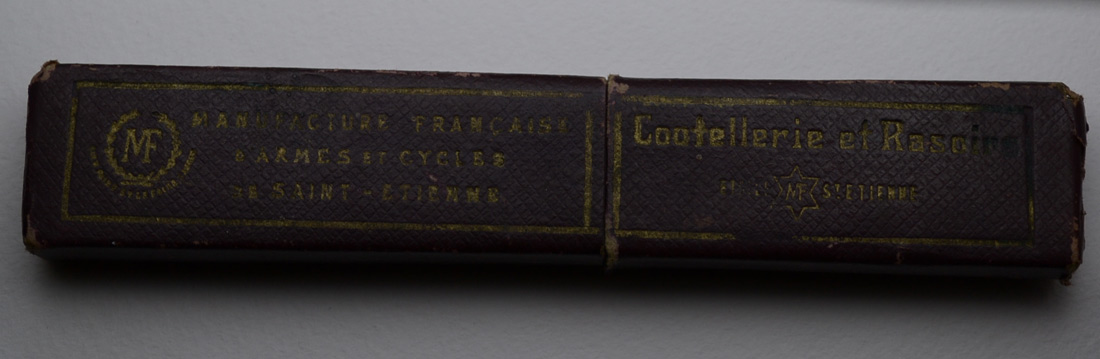 MF
MANUFACTURE FRANÇAISE
D'ARMES ET CYCLES
DE SAINT-ETIENNE
Coutellerie et Rasoirs
MF ST ETIENNE